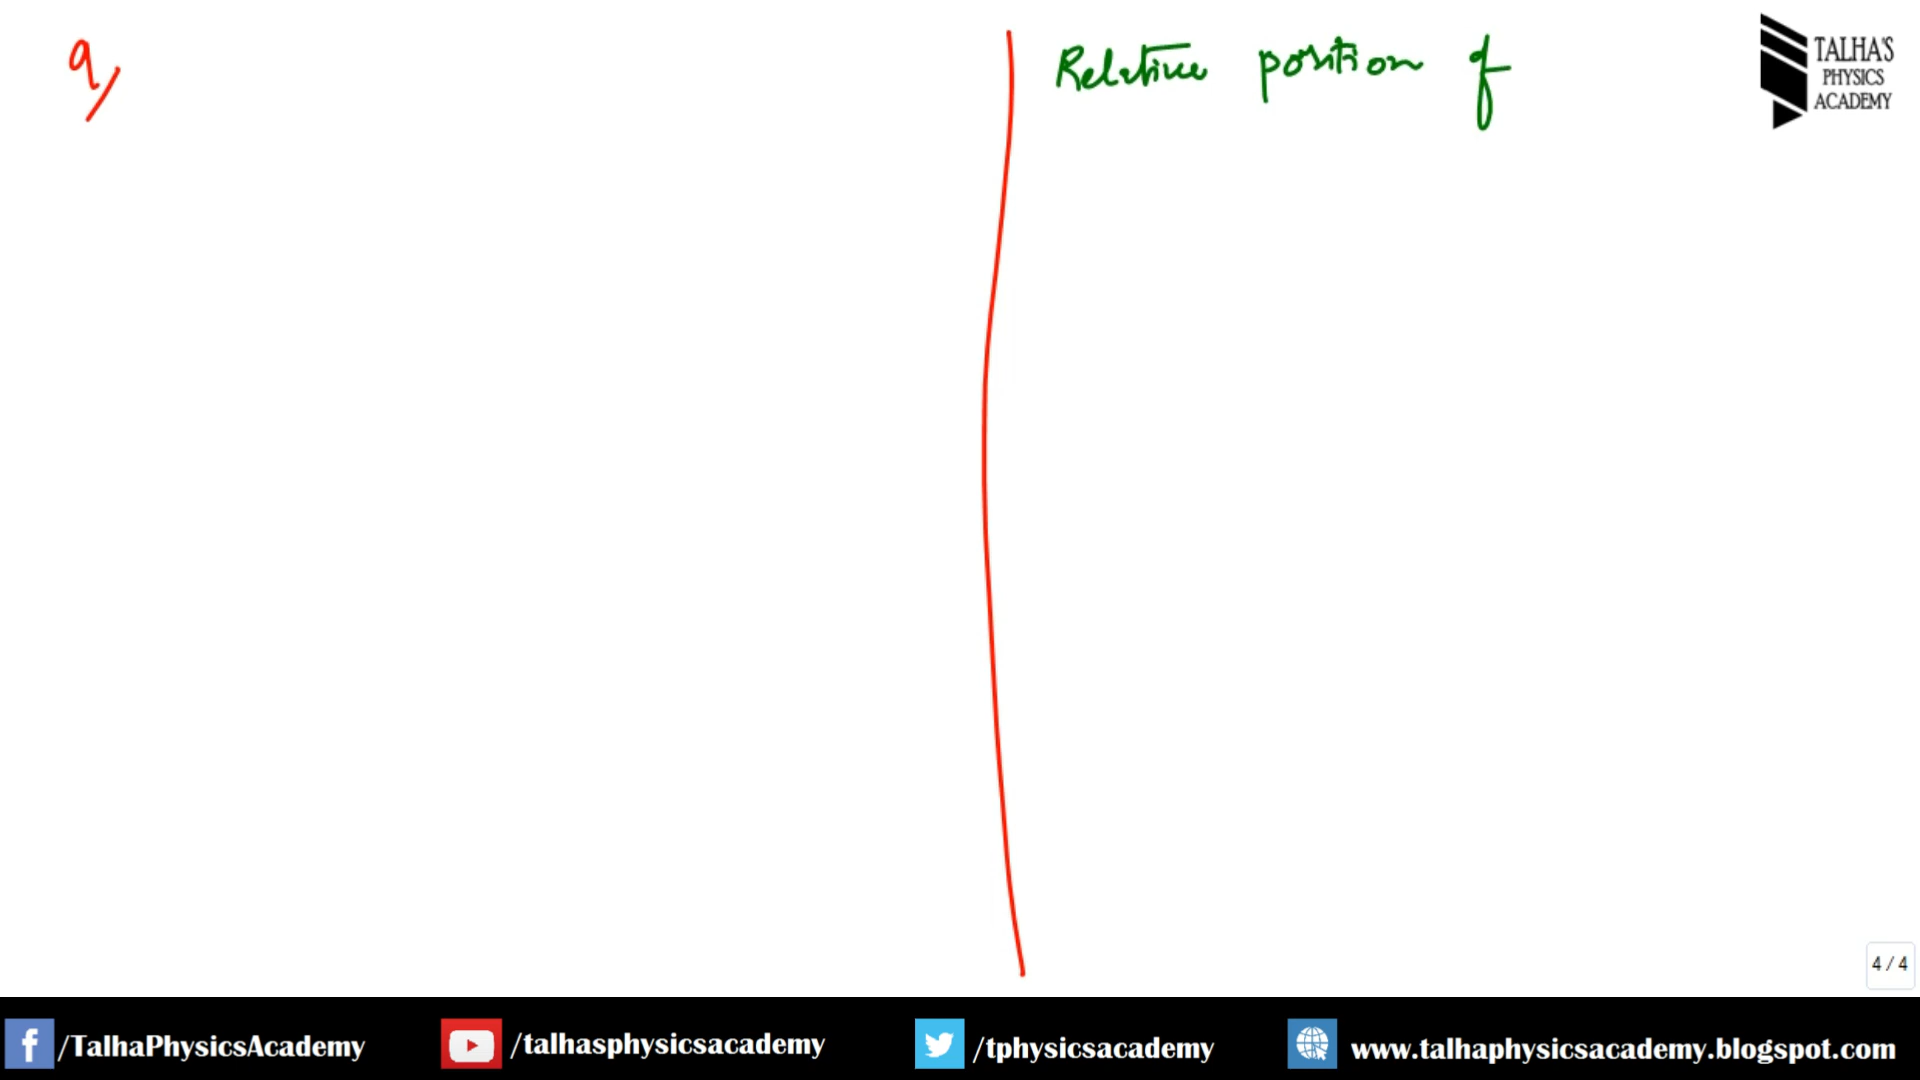 9/
Relative position of
TALHA'S
PHYSICS
ACADEMY
4 / 4
/TalhaPhysicsAcademy
/talhasphysicsacademy
/tphysicsacademy
www.talhaphysicsacademy.blogspot.com